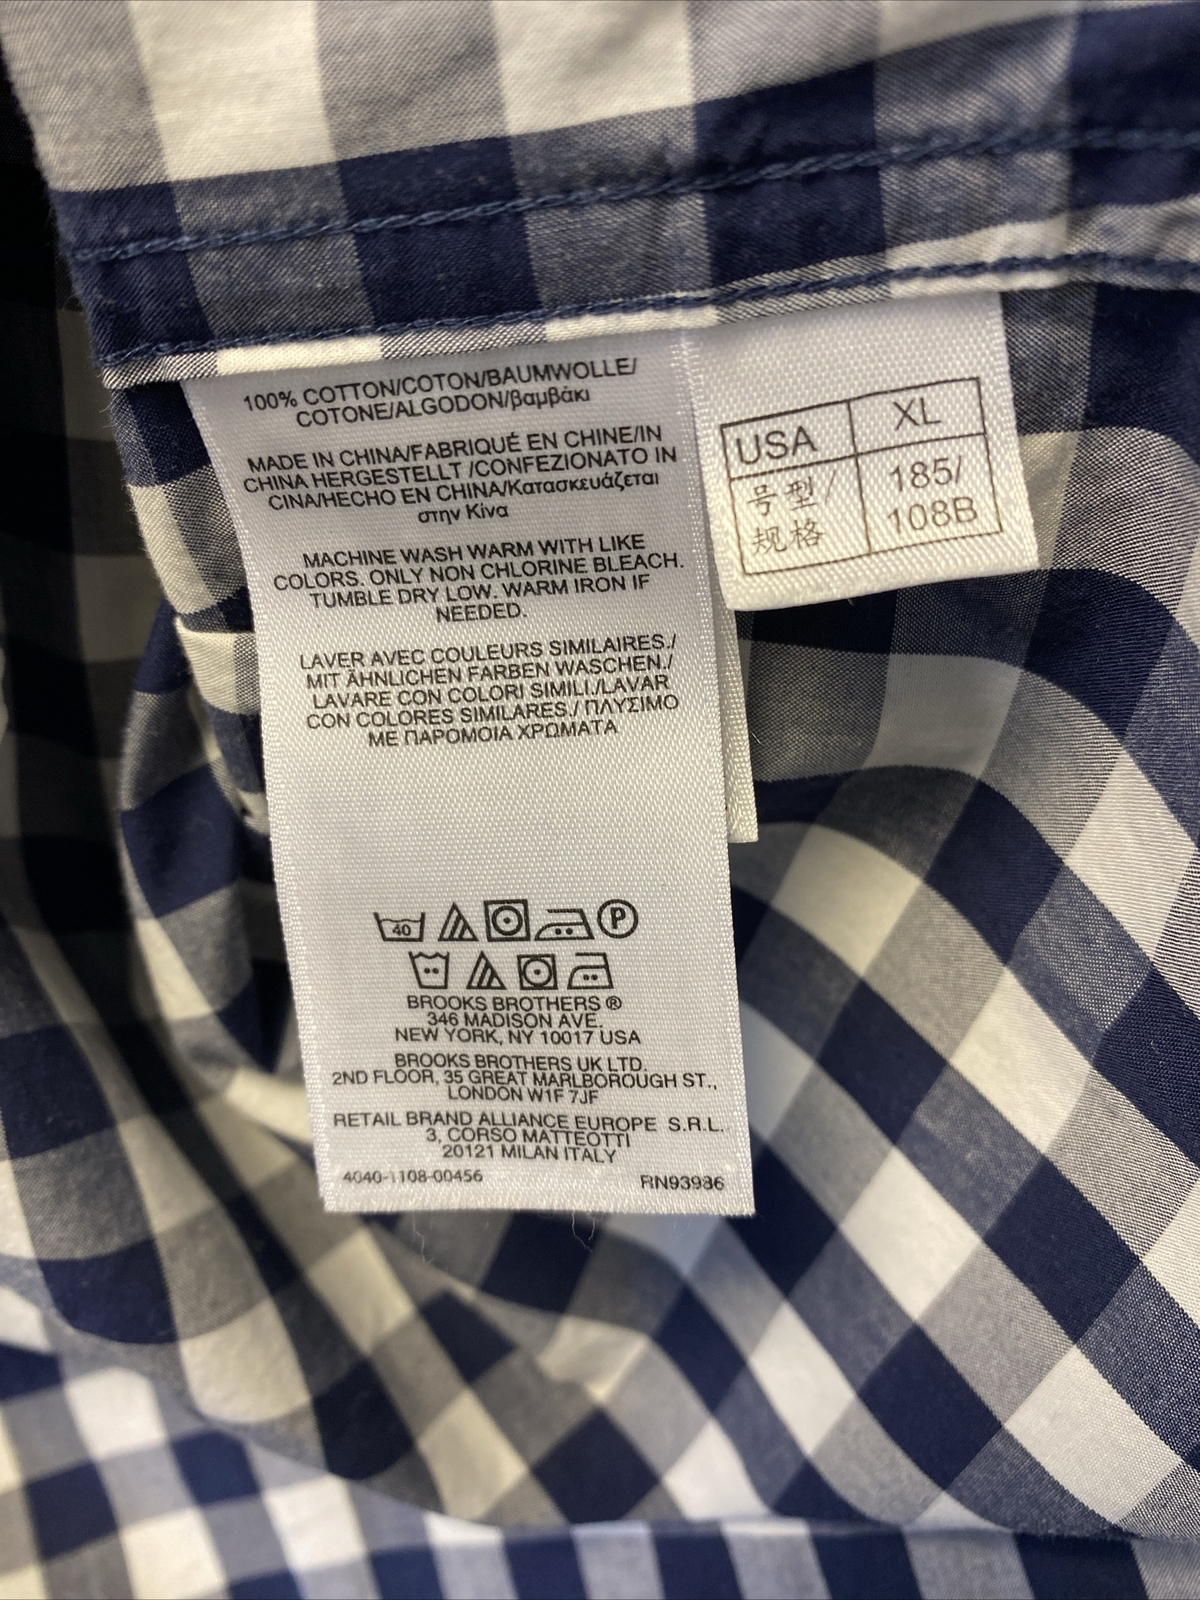 100% COTTON/COTON/BAUMWOLLE/
COTONE/ALGODON/βαμβάκι
MADE IN CHINA/FABRIQUÉ EN CHINE/IN
CHINA HERGESTELLT /CONFEZIONATO IN
CINA/HECHO EN CHINA/Κατασκευάζεται
στην Κίνα
MACHINE WASH WARM WITH LIKE
COLORS. ONLY NON CHLORINE BLEACH.
TUMBLE DRY LOW. WARM IRON IF
NEEDED.
LAVER AVEC COULEURS SIMILAIRES./
MIT ÄHNLICHEN FARBEN WASCHEN./
LAVARE CON COLORI SIMILI./LAVAR
CON COLORES SIMILARES./ ΠΛΥΣΙΜΟ
ΜΕ ΠΑΡΟΜΟΙΑ ΧΡΩΜΑΤΑ
40 P
BROOKS BROTHERS ®
346 MADISON AVE.
NEW YORK, NY 10017 USA
BROOKS BROTHERS UK LTD.
2ND FLOOR, 35 GREAT MARLBOROUGH ST.,
LONDON W1F 7JF
RETAIL BRAND ALLIANCE EUROPE S.R.L.
3, CORSO MATTEOTTI
20121 MILAN ITALY
4040-1108-00456 RN93986
USA XL
号型/ 185/
规格 108B